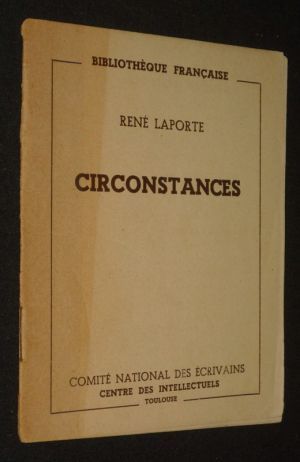 BIBLIOTHÈQUE FRANÇAISE
RENÉ LAPORTE
CIRCONSTANCES
COMITÉ NATIONAL DES ÉCRIVAINS
CENTRE DES INTELLECTUELS
TOULOUSE